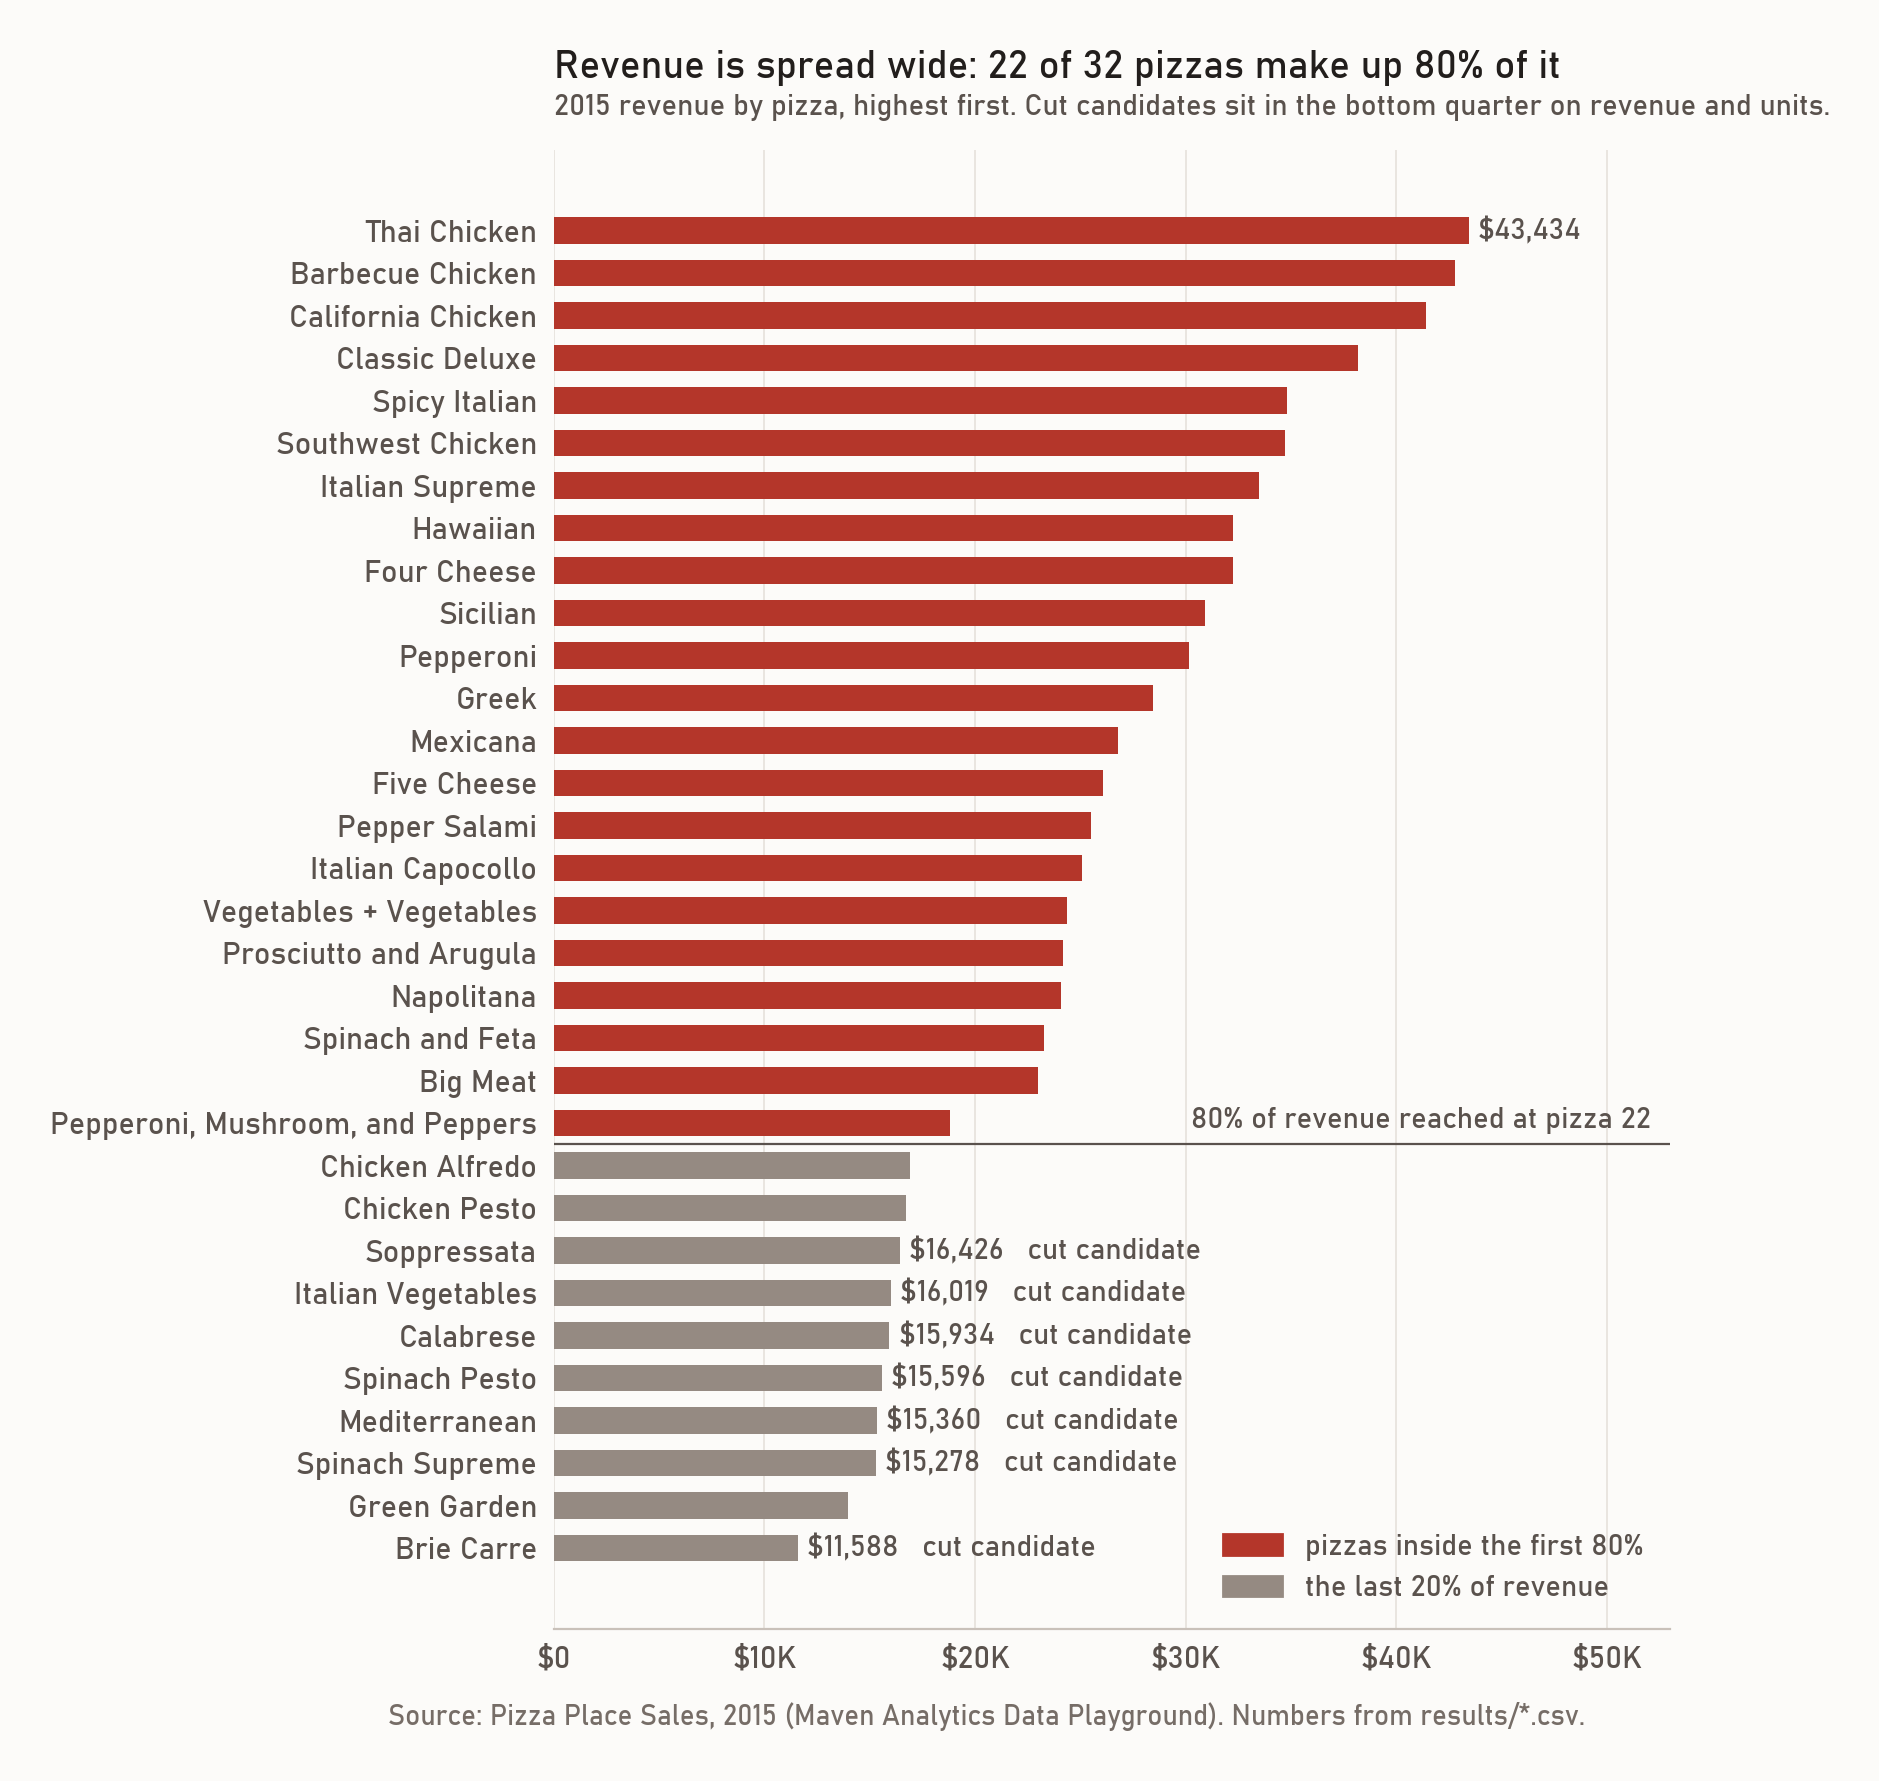 Revenue is spread wide: 22 of 32 pizzas make up 80% of it
2015 revenue by pizza, highest first. Cut candidates sit in the bottom quarter on revenue and units.
Thai Chicken $43,434
Barbecue Chicken
California Chicken
Classic Deluxe
Spicy Italian
Southwest Chicken
Italian Supreme
Hawaiian
Four Cheese
Sicilian
Pepperoni
Greek
Mexicana
Five Cheese
Pepper Salami
Italian Capocollo
Vegetables + Vegetables
Prosciutto and Arugula
Napolitana
Spinach and Feta
Big Meat
Pepperoni, Mushroom, and Peppers 80% of revenue reached at pizza 22
Chicken Alfredo
Chicken Pesto
Soppressata $16,426 cut candidate
Italian Vegetables $16,019 cut candidate
Calabrese $15,934 cut candidate
Spinach Pesto $15,596 cut candidate
Mediterranean $15,360 cut candidate
Spinach Supreme $15,278 cut candidate
Green Garden
Brie Carre $11,588 cut candidate
pizzas inside the first 80%
the last 20% of revenue
$0 $10K $20K $30K $40K $50K
Source: Pizza Place Sales, 2015 (Maven Analytics Data Playground). Numbers from results/*.csv.